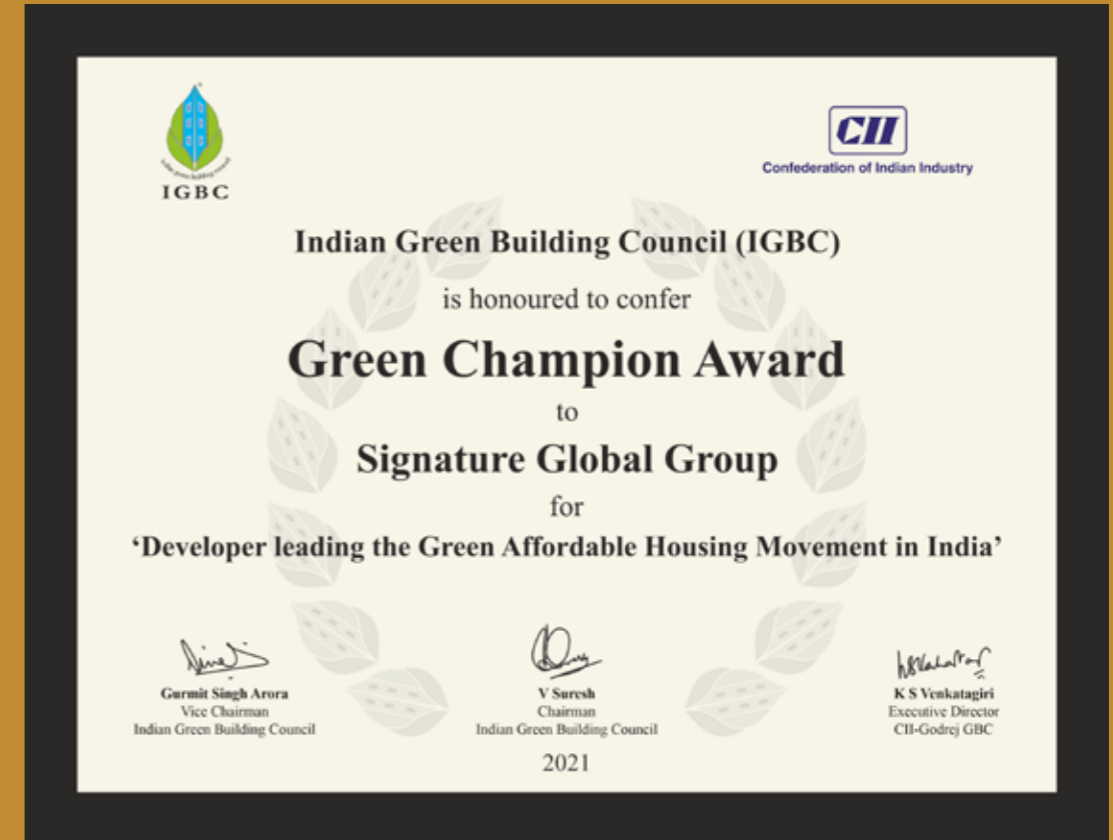 IGBC
CII
Confederation of Indian Industry
Indian Green Building Council (IGBC)
is honoured to confer
Green Champion Award
to
Signature Global Group
for
‘Developer leading the Green Affordable Housing Movement in India’
Gurmit Singh Arora
Vice Chairman
Indian Green Building Council
V Suresh
Chairman
Indian Green Building Council
K S Venkatagiri
Executive Director
CII-Godrej GBC
2021